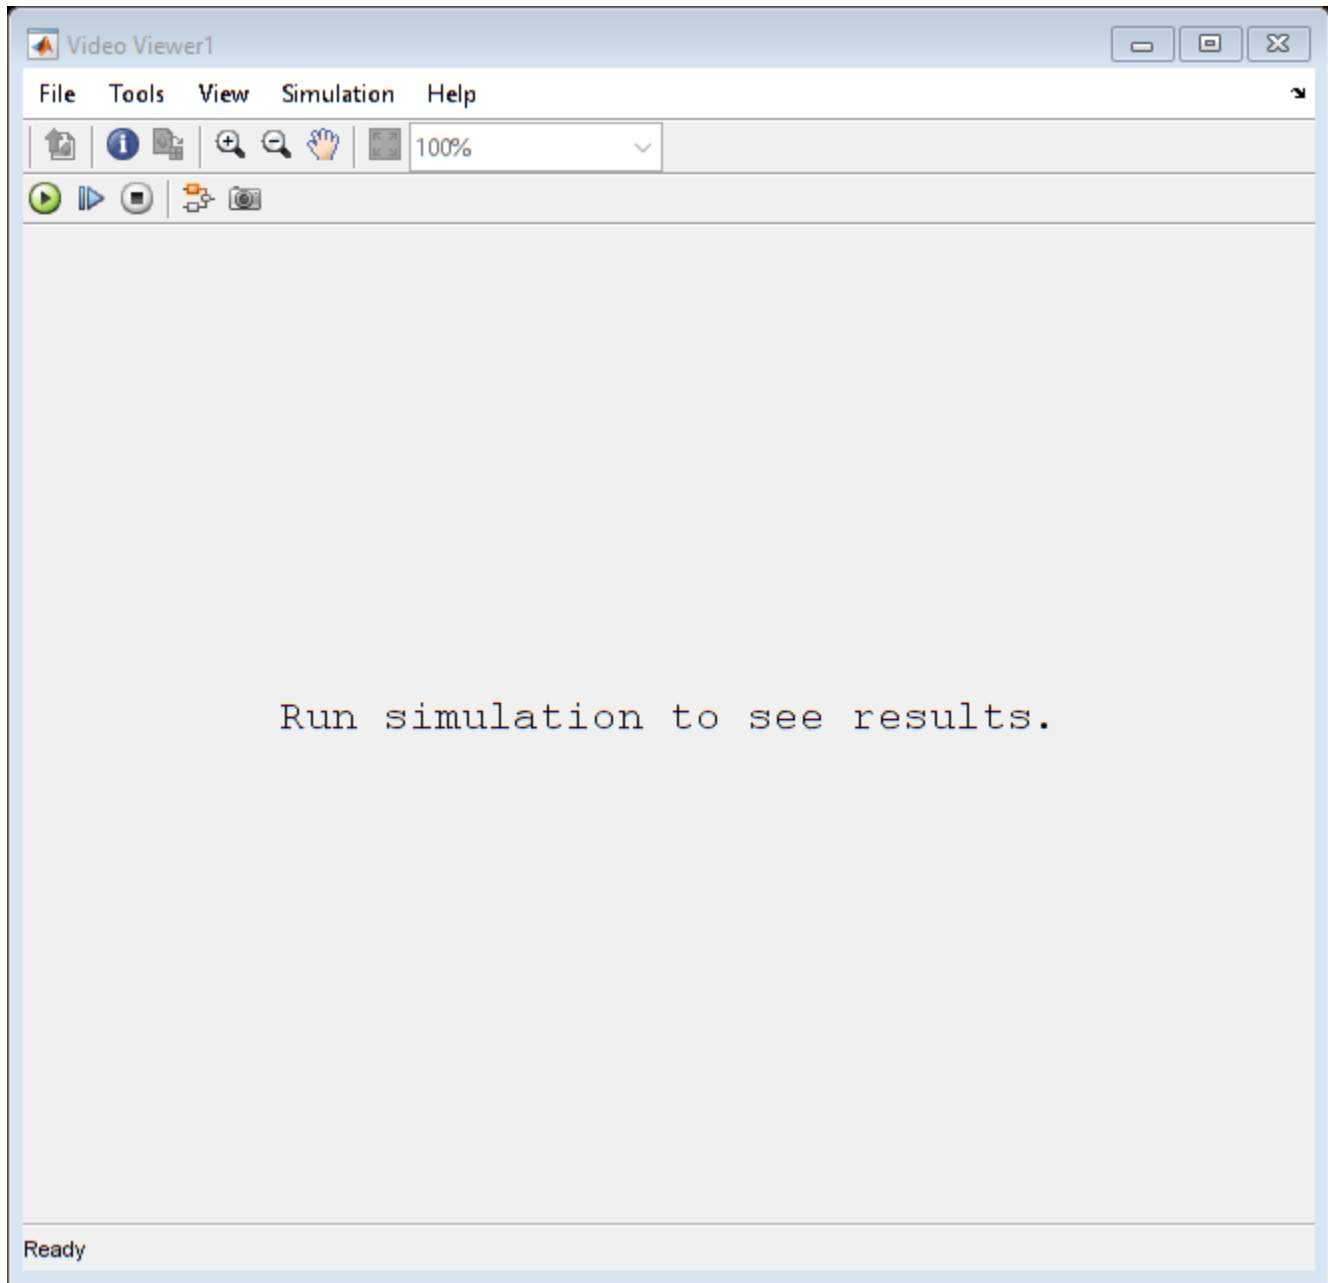 Video Viewer1
File Tools View Simulation Help
100%
Run simulation to see results.
Ready